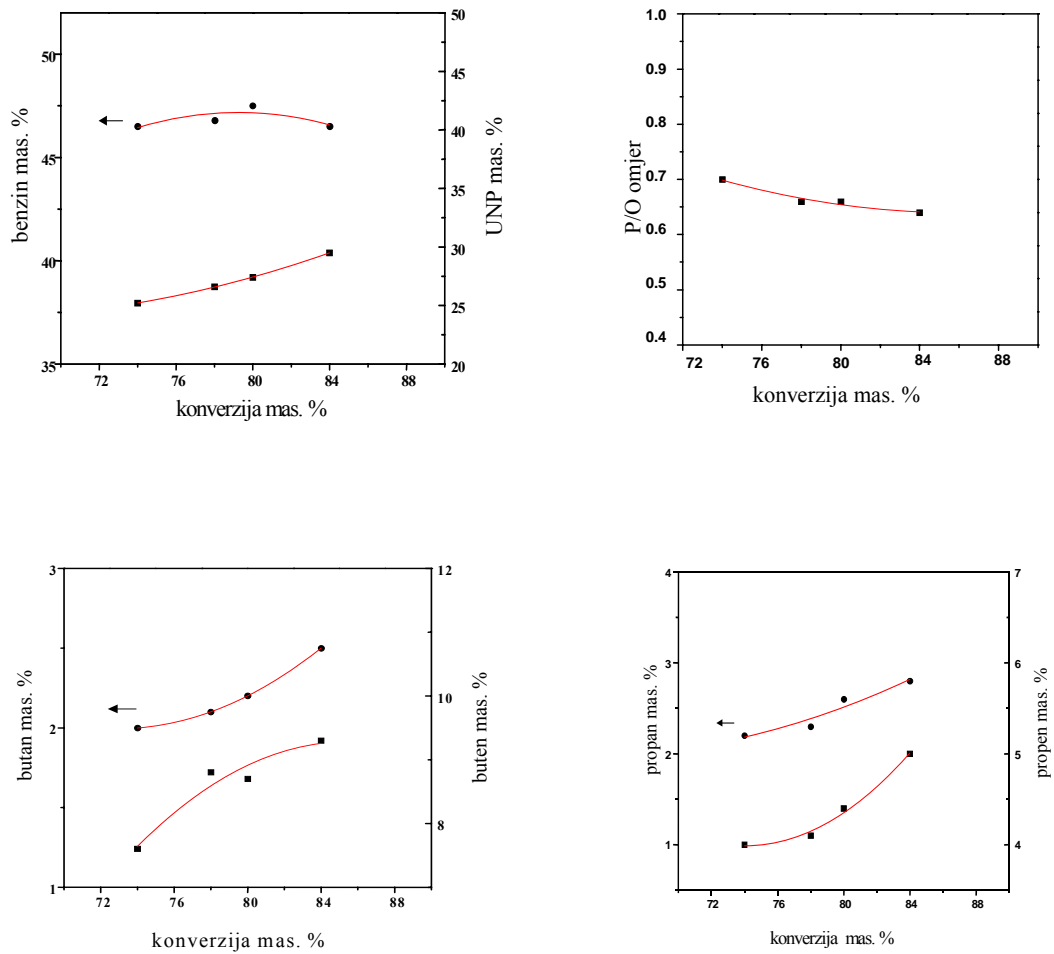 50
45
40
35
benzin mas. %
50
45
40
35
30
25
20
UNP mas. %
72 76 80 84 88
konverzija mas. %
1.0
0.9
0.8
0.7
0.6
0.5
0.4
P/O omjer
72 76 80 84 88
konverzija mas. %
3
2
1
butan mas. %
12
10
8
buten mas. %
72 76 80 84 88
konverzija mas. %
4
3
2
1
propan mas. %
7
6
5
4
propen mas. %
72 76 80 84 88
konverzija mas. %